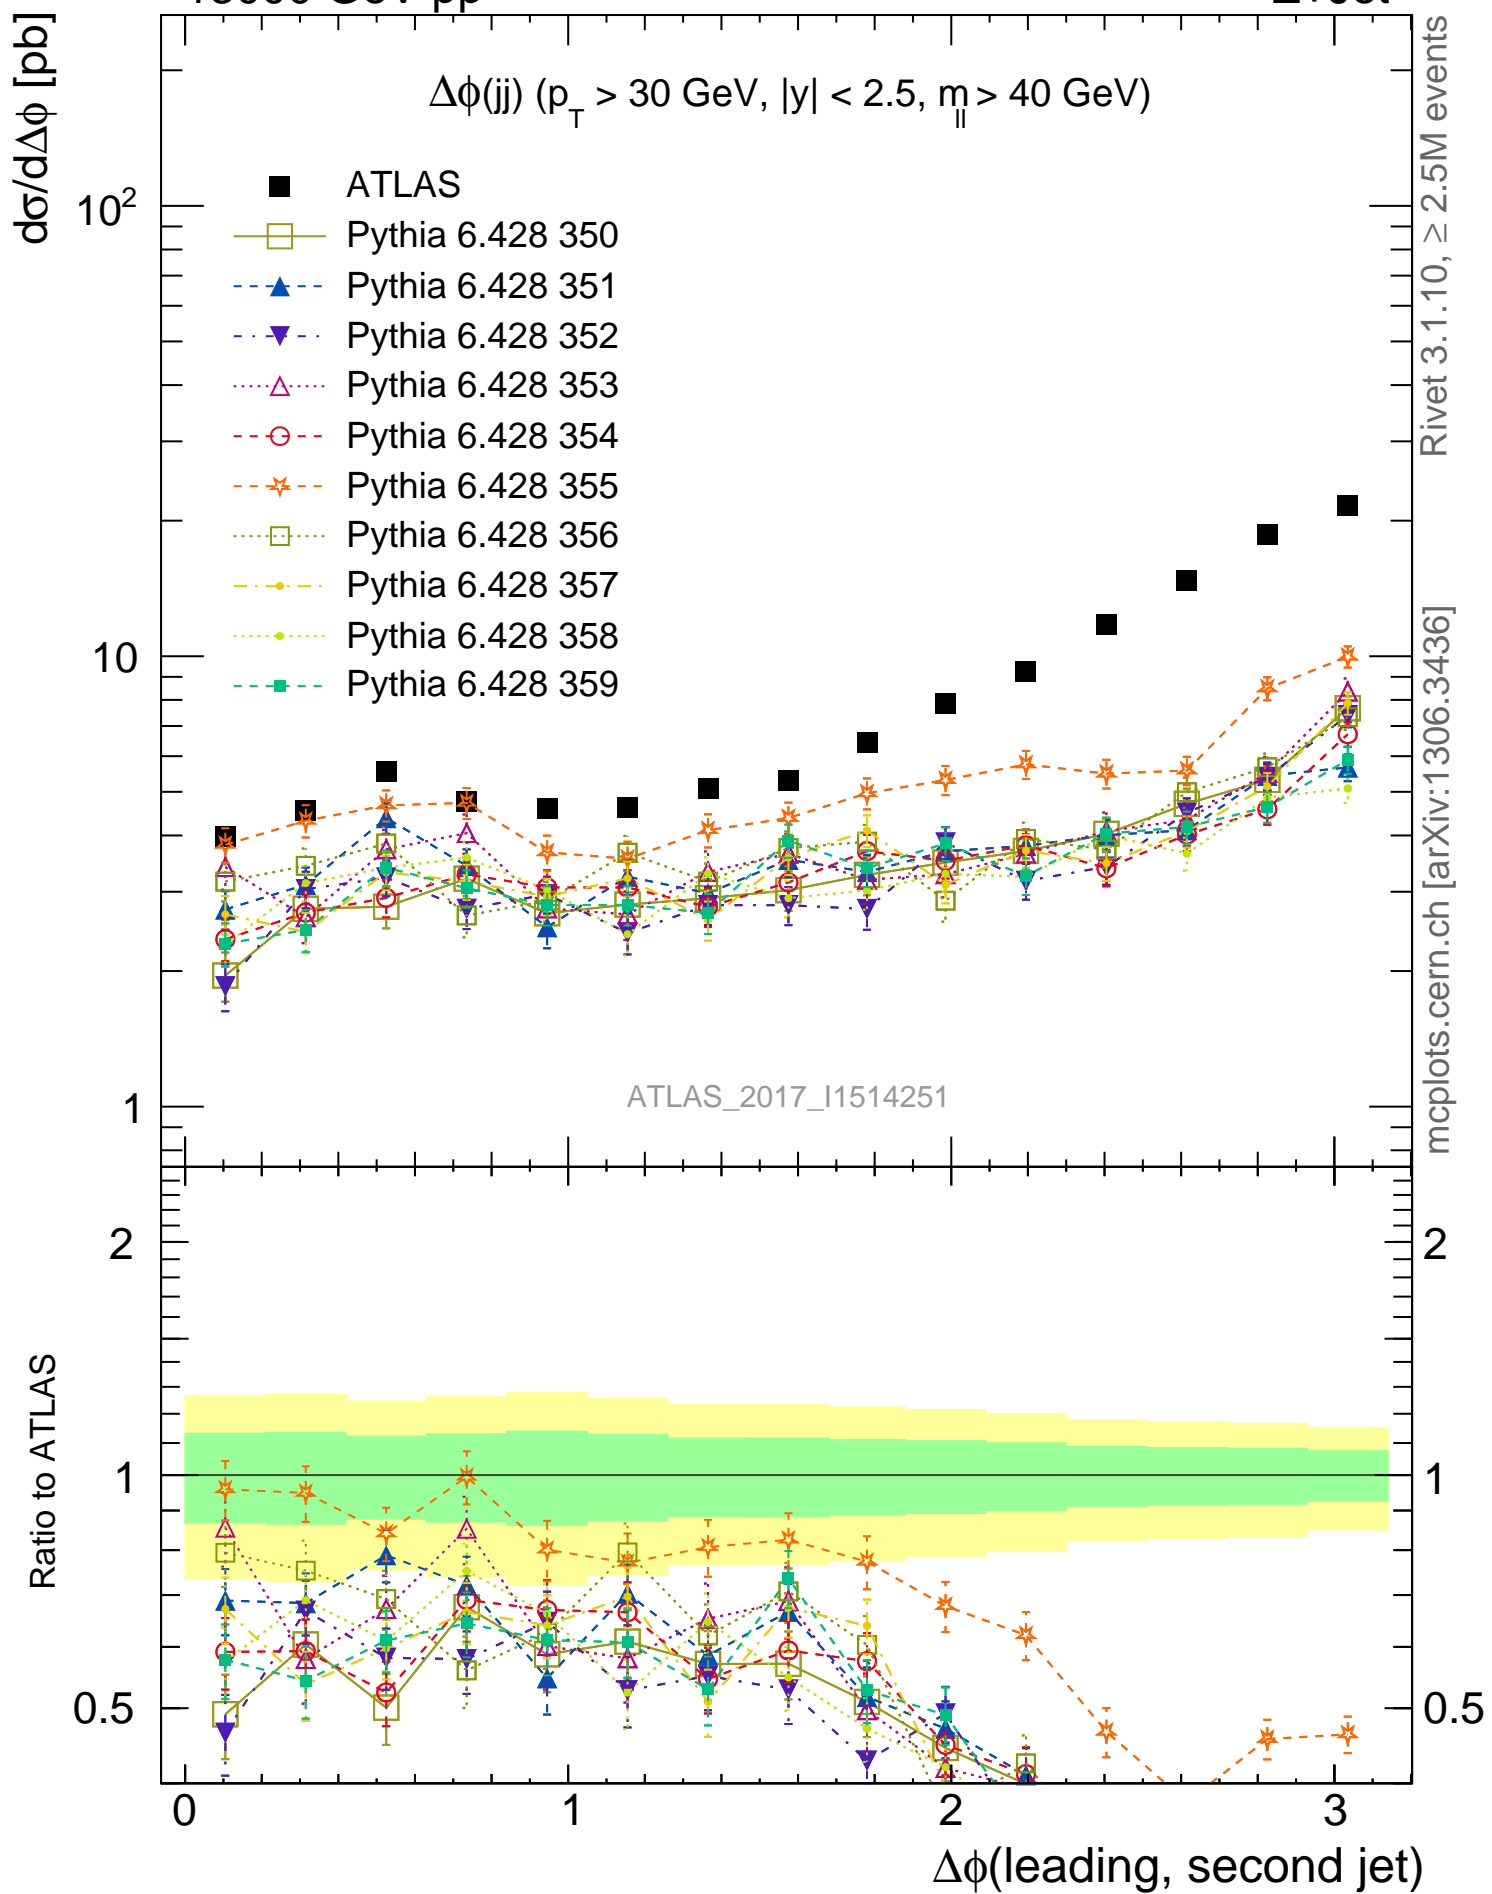 dσ/dΔϕ [pb]
Δϕ(jj) (p_T > 30 GeV, |y| < 2.5, m_ll > 40 GeV)
ATLAS
Pythia 6.428 350
Pythia 6.428 351
Pythia 6.428 352
Pythia 6.428 353
Pythia 6.428 354
Pythia 6.428 355
Pythia 6.428 356
Pythia 6.428 357
Pythia 6.428 358
Pythia 6.428 359
10²
10
1
ATLAS_2017_I1514251
Rivet 3.1.10, ≥ 2.5M events
mcplots.cern.ch [arXiv:1306.3436]
Ratio to ATLAS
2
1
0.5
2
1
0.5
0
1
2
3
Δϕ(leading, second jet)